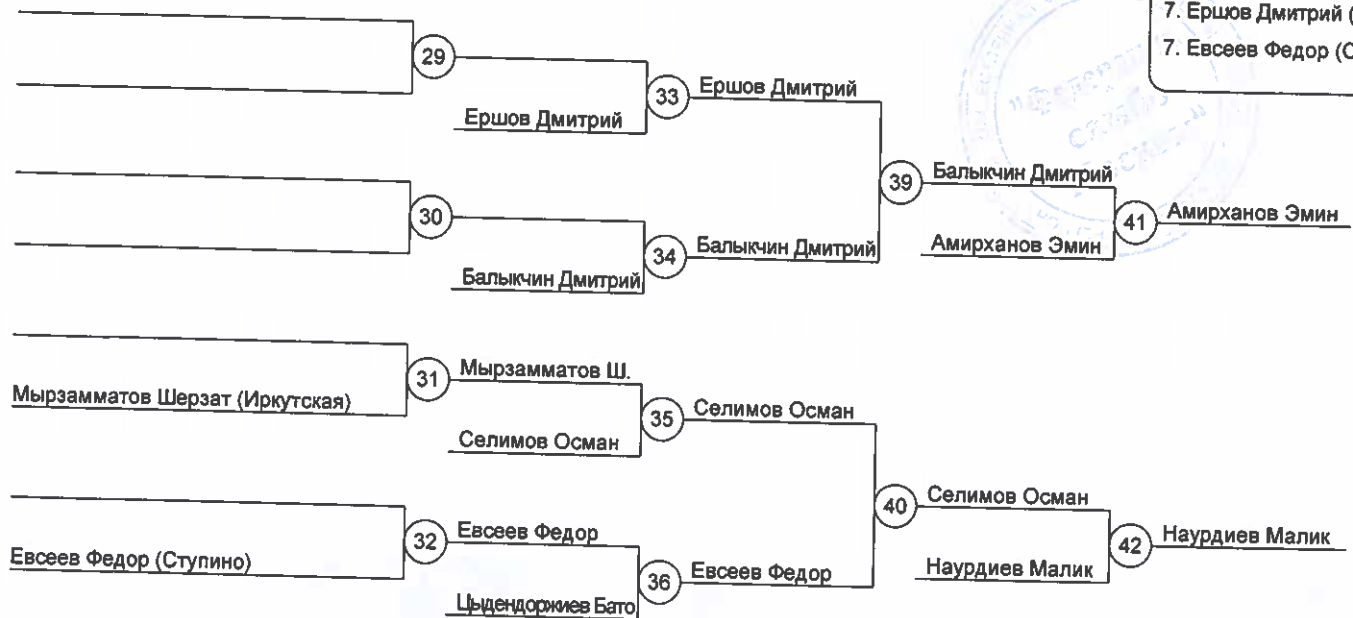 7. Ершов Дмитрий (
7. Евсеев Федор (С
29
33
Ершов Дмитрий
Ершов Дмитрий
39
Балыкчин Дмитрий
30
34
Балыкчин Дмитрий
Балыкчин Дмитрий
Амирханов Эмин
41
Амирханов Эмин
31
Мырзамматов Ш.
Мырзамматов Шерзат (Иркутская)
35
Селимов Осман
Селимов Осман
40
Селимов Осман
32
Евсеев Федор
Евсеев Федор (Ступино)
36
Евсеев Федор
Цыдендоржиев Бато
Наурдиев Малик
42
Наурдиев Малик